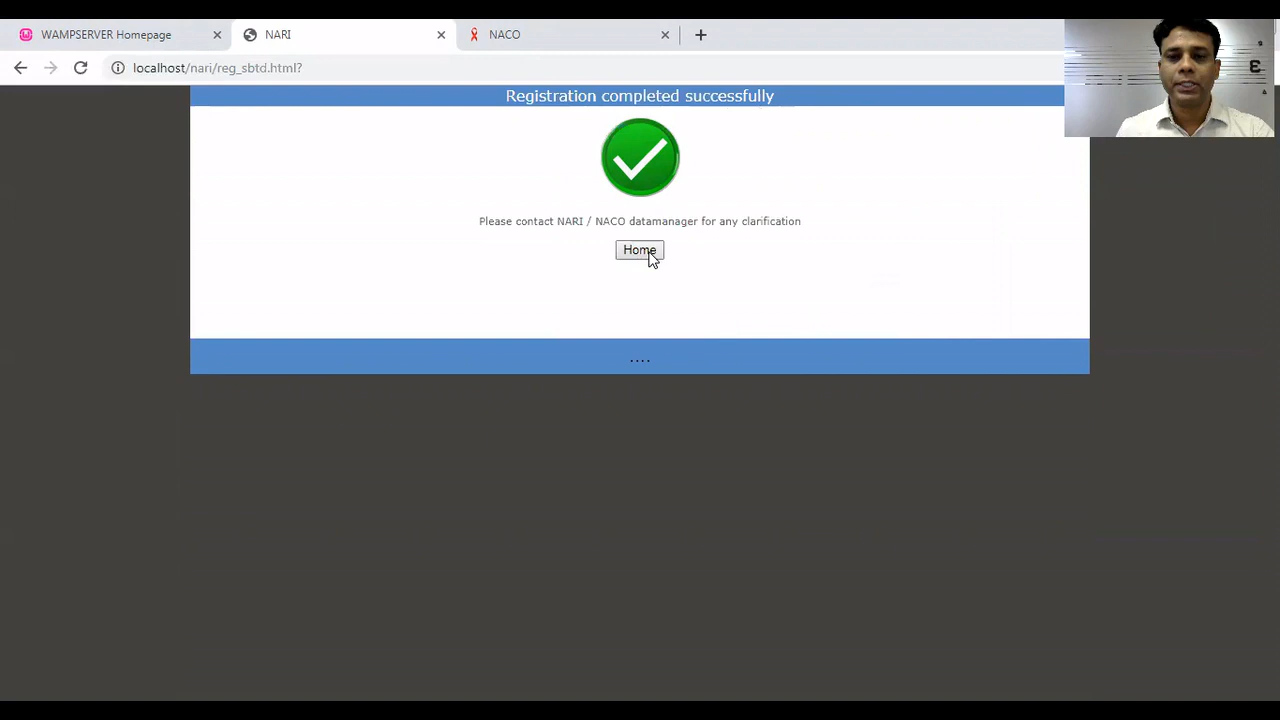 WAMPSERVER Homepage
NARI
NACO
localhost/nari/reg_sbtd.html?
Registration completed successfully
Please contact NARI / NACO datamanager for any clarification
Home
....